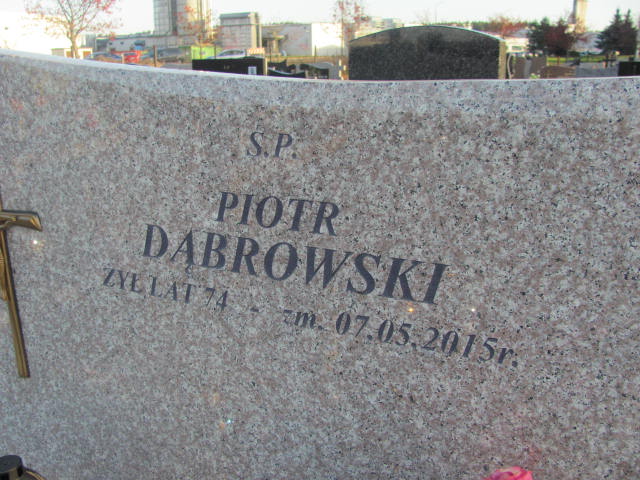 Ś.P.
PIOTR
DĄBROWSKI
ŻYŁ LAT 74 - zm. 07.05.2015r.